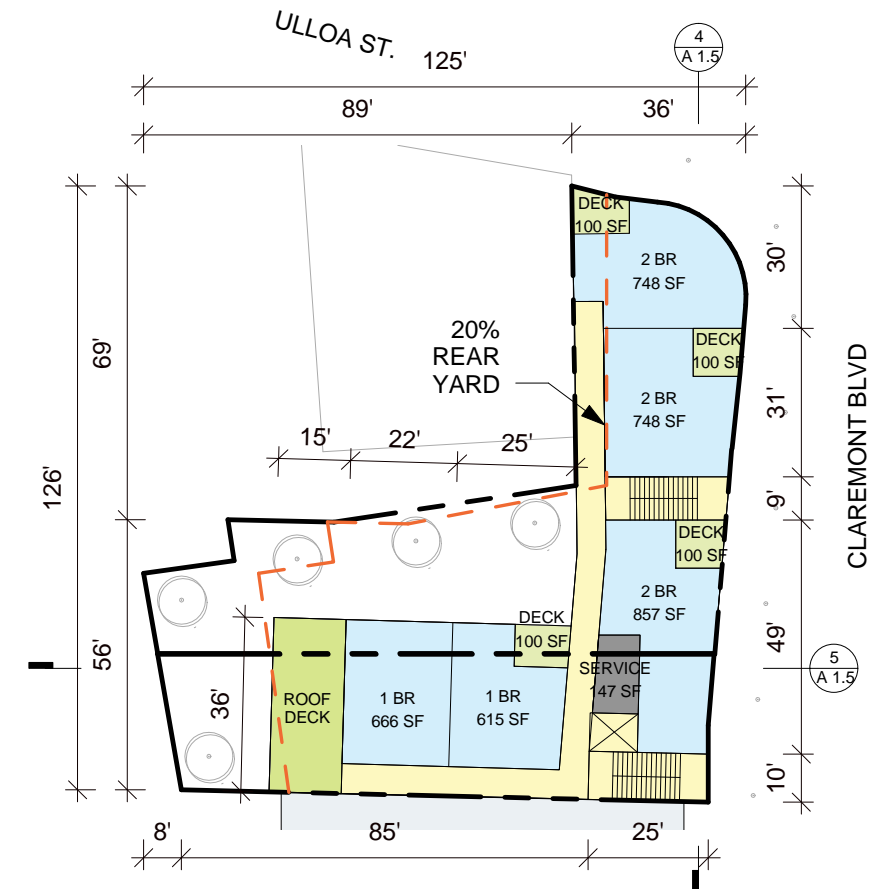 ULLOA ST.
4
A 1.5
125'
89'
36'
DECK
100 SF
2 BR
748 SF
30'
20%
REAR
YARD
DECK
100 SF
2 BR
748 SF
31'
69'
CLAREMONT BLVD
15'
22'
25'
126'
9'
DECK
100 SF
2 BR
857 SF
49'
DECK
100 SF
56'
36'
SERVICE
147 SF
5
A 1.5
ROOF
DECK
1 BR
666 SF
1 BR
615 SF
10'
8'
85'
25'